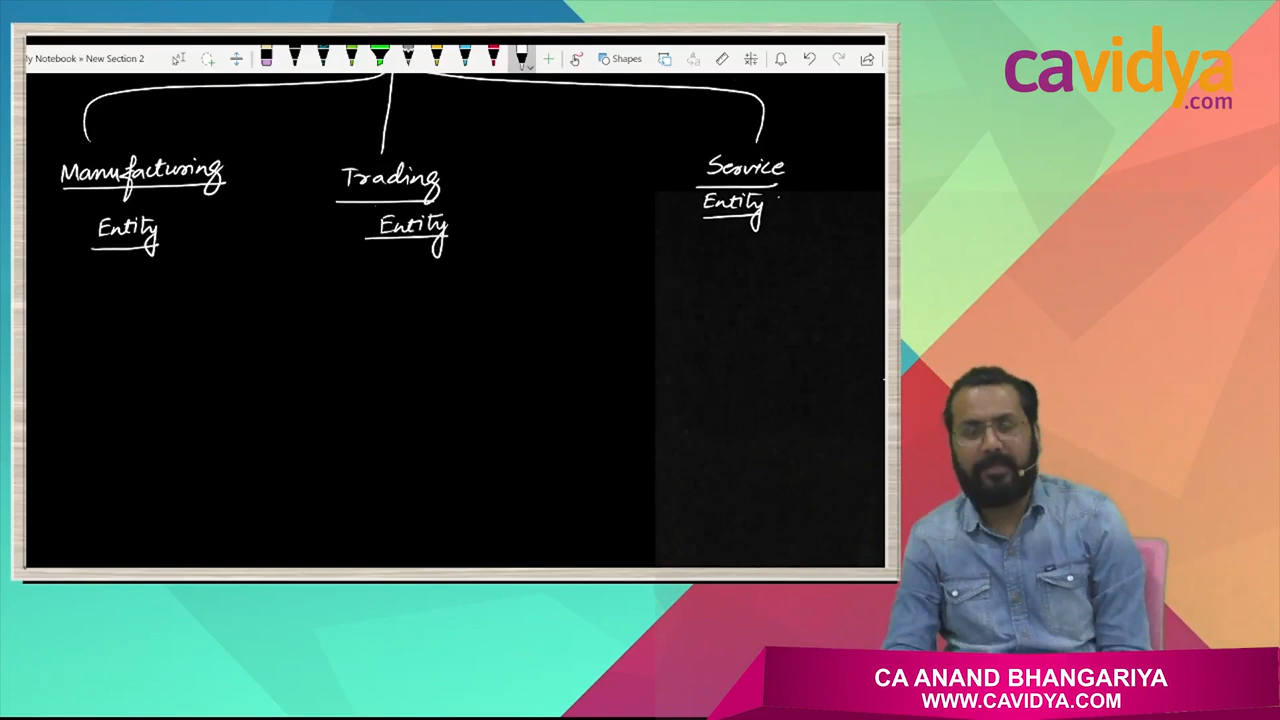 y Notebook » New Section 2
Shapes
cavidya
.com
Manufacturing
Entity
Trading
Entity
Service
Entity
CA ANAND BHANGARIYA
WWW.CAVIDYA.COM